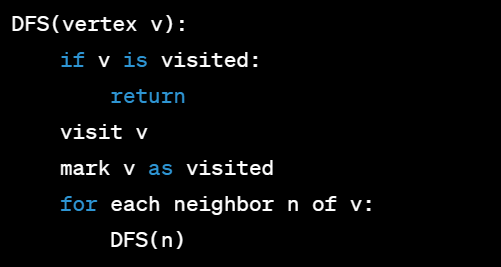 DFS(vertex v):
    if v is visited:
        return
    visit v
    mark v as visited
    for each neighbor n of v:
        DFS(n)